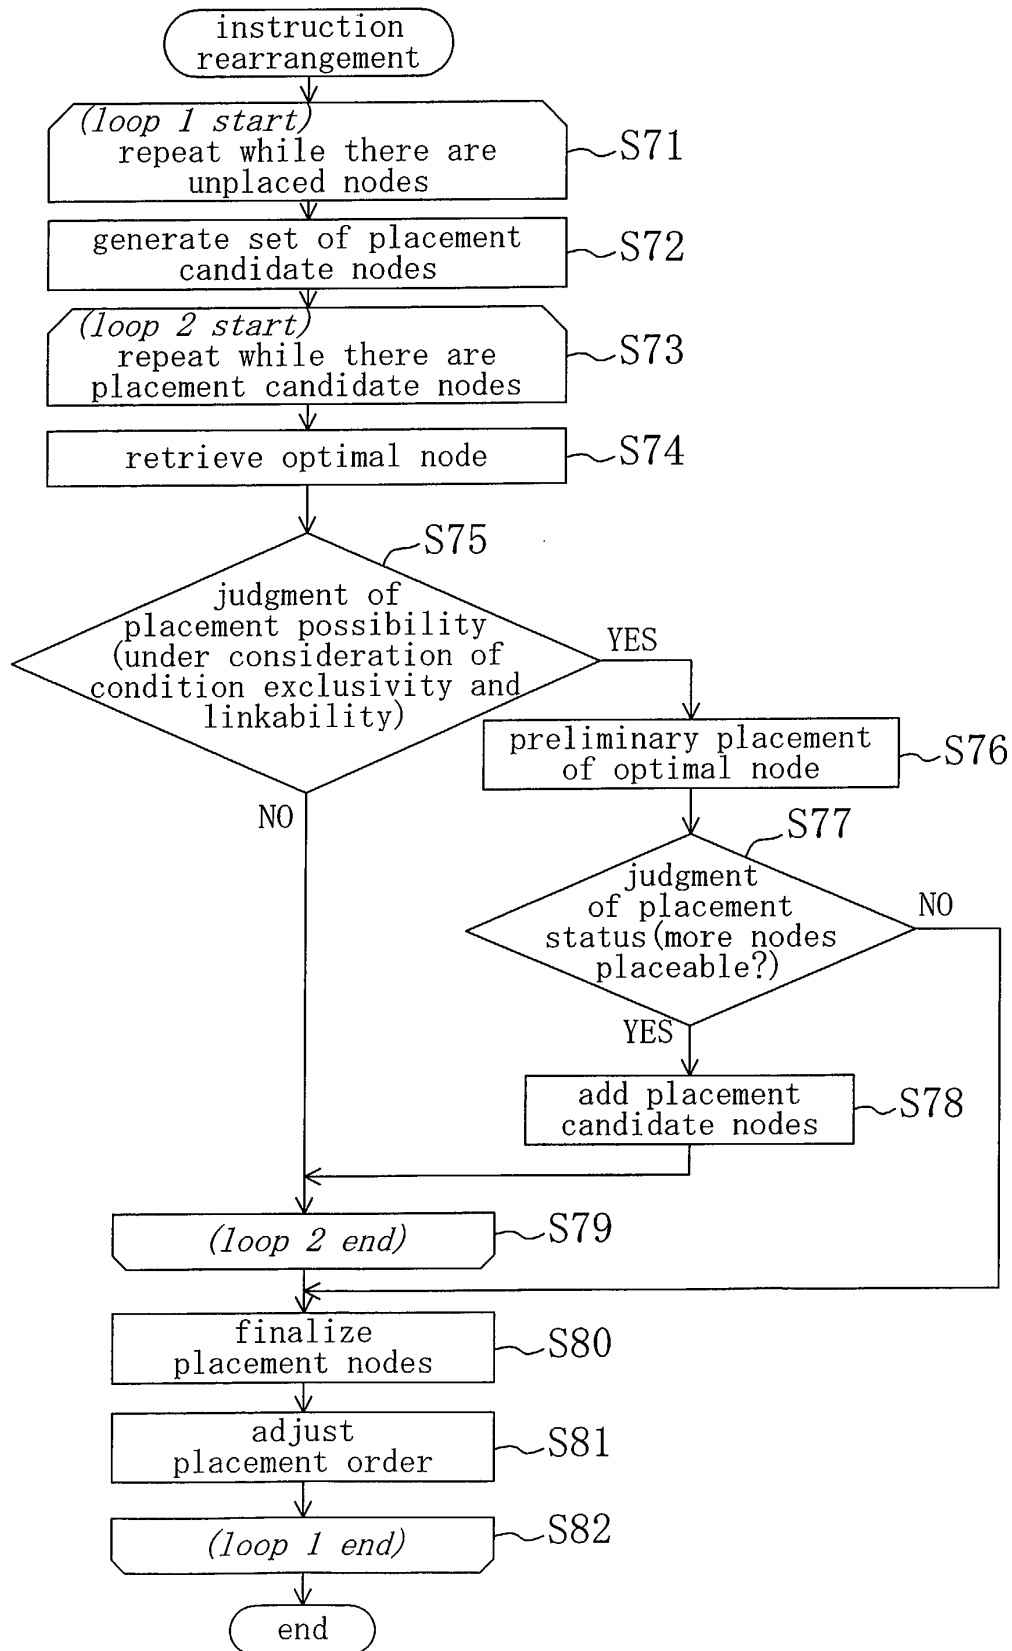 instruction
rearrangement
(loop 1 start)
repeat while there are
unplaced nodes
S71
generate set of placement
candidate nodes
S72
(loop 2 start)
repeat while there are
placement candidate nodes
S73
retrieve optimal node
S74
S75
judgment of
placement possibility
(under consideration of
condition exclusivity and
linkability)
YES
NO
preliminary placement
of optimal node
S76
S77
judgment
of placement
status(more nodes
placeable?)
NO
YES
add placement
candidate nodes
S78
(loop 2 end)
S79
finalize
placement nodes
S80
adjust
placement order
S81
(loop 1 end)
S82
end